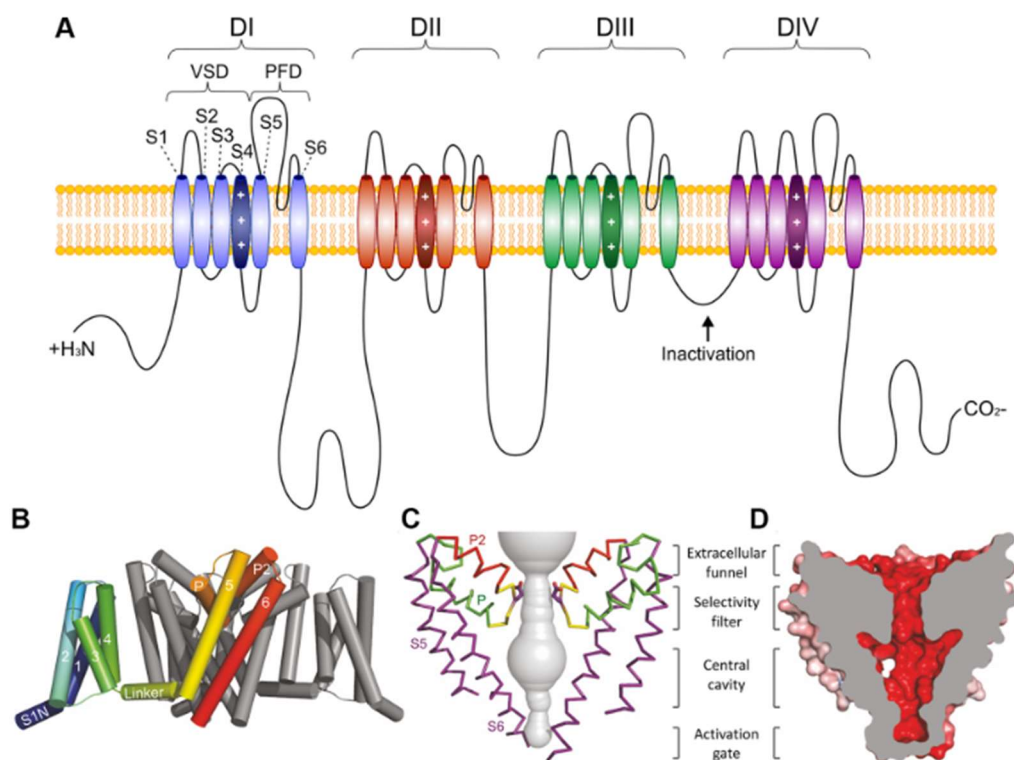 A
DI
DII
DIII
DIV
VSD
PFD
S1
S2
S3
S4
S5
S6
+ + +
+ + +
+ + +
+ + +
+H₃N
Inactivation
CO₂-
B
P
5
P2
6
2
1
3
4
Linker
S1N
C
P2
P
S5
S6
Extracellular
funnel
Selectivity
filter
Central
cavity
Activation
gate
D